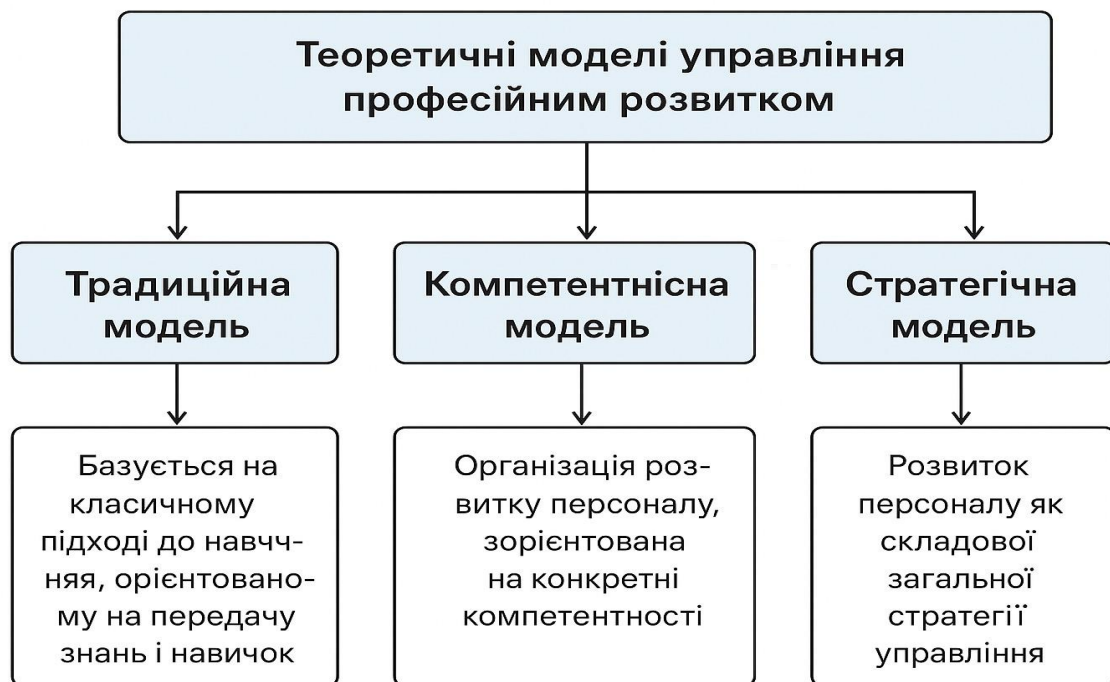 Теоретичні моделі управління
професійним розвитком
Традиційна
модель
Компетентнісна
модель
Стратегічна
модель
Базується на
класичному
підході до навчч-
няя, орієнтовано-
му на передачу
знань і навичок
Організація роз-
витку персоналу,
зорієнтована
на конкретні
компетентності
Розвиток
персоналу як
складової
загальної
стратегії
управління